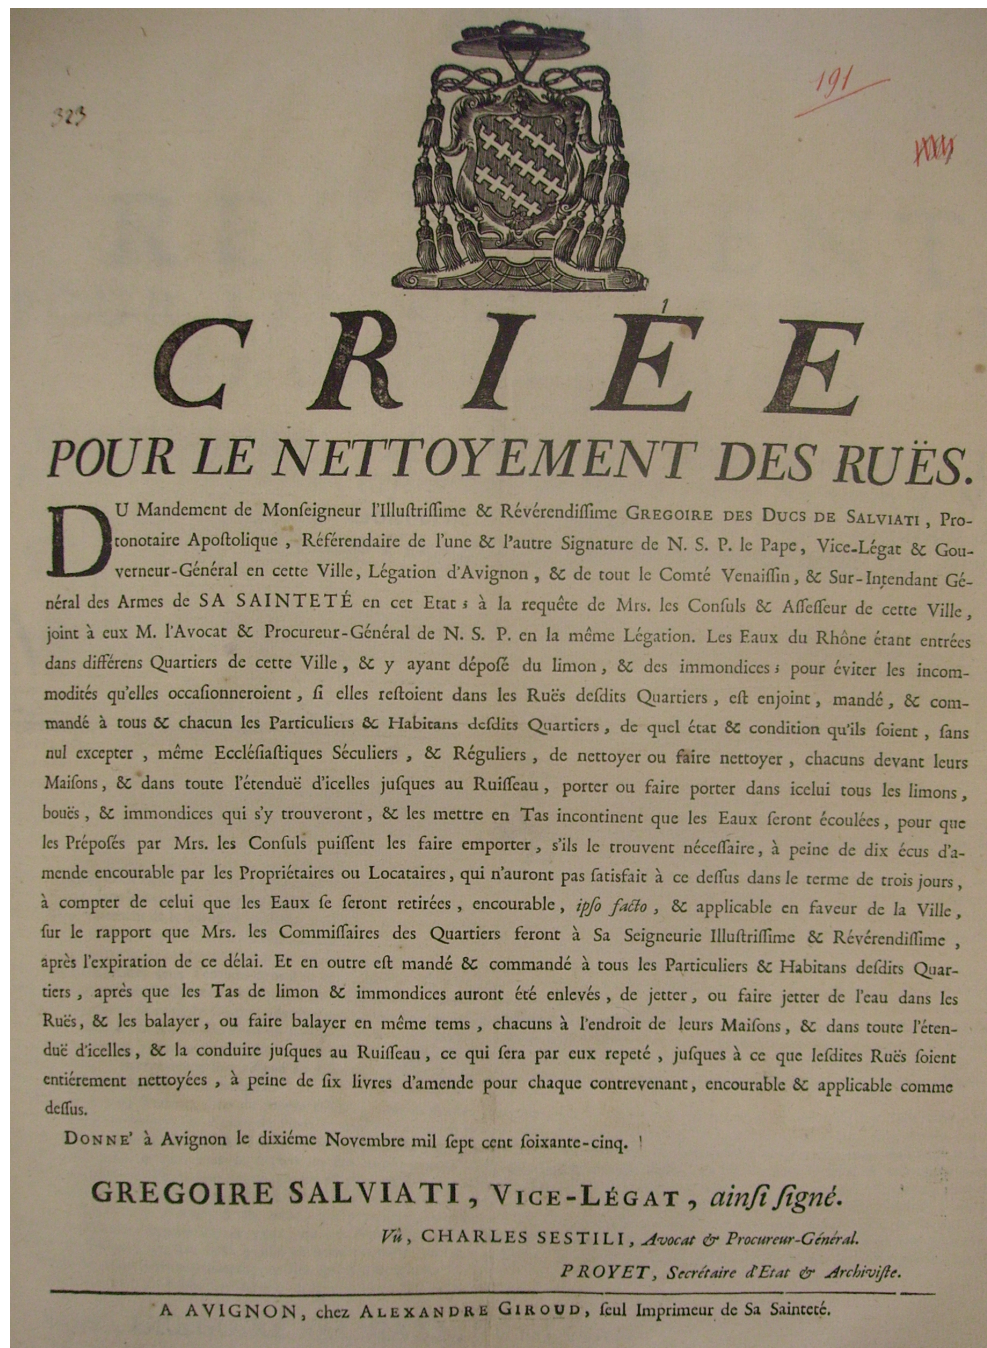 323
191
CRIÉE
POUR LE NETTOYEMENT DES RUËS.
DU Mandement de Monſeigneur l'Illuſtriſſime & Révérendiſſime GREGOIRE DES DUCS DE SALVIATI, Pro-
tonotaire Apoſtolique, Référendaire de l'une & l'autre Signature de N. S. P. le Pape, Vice-Légat & Gou-
verneur-Général en cette Ville, Légation d'Avignon, & de tout le Comté Venaiſſin, & Sur-Intendant Gé-
néral des Armes de SA SAINTETÉ en cet Etat; à la requête de Mrs. les Conſuls & Aſſeſſeur de cette Ville,
joint à eux M. l'Avocat & Procureur-Général de N. S. P. en la même Légation. Les Eaux du Rhône étant entrées
dans différens Quartiers de cette Ville, & y ayant dépoſé du limon, & des immondices; pour éviter les incom-
modités qu'elles occaſionneroient, ſi elles reſtoient dans les Ruës deſdits Quartiers, eſt enjoint, mandé, & com-
mandé à tous & chacun les Particuliers & Habitans deſdits Quartiers, de quel état & condition qu'ils ſoient, ſans
nul excepter, même Eccléſiaſtiques Séculiers, & Réguliers, de nettoyer ou faire nettoyer, chacuns devant leurs
Maiſons, & dans toute l'étenduë d'icelles juſques au Ruiſſeau, porter ou faire porter dans icelui tous les limons,
bouës, & immondices qui s'y trouveront, & les mettre en Tas incontinent que les Eaux ſeront écoulées, pour que
les Prépoſés par Mrs. les Conſuls puiſſent les faire emporter, s'ils le trouvent néceſſaire, à peine de dix écus d'a-
mende encourable par les Propriétaires ou Locataires, qui n'auront pas ſatisfait à ce deſſus dans le terme de trois jours,
à compter de celui que les Eaux ſe ſeront retirées, encourable, ipſo facto, & applicable en faveur de la Ville,
ſur le rapport que Mrs. les Commiſſaires des Quartiers feront à Sa Seigneurie Illuſtriſſime & Révérendiſſime,
après l'expiration de ce délai. Et en outre eſt mandé & commandé à tous les Particuliers & Habitans deſdits Quar-
tiers, après que les Tas de limon & immondices auront été enlevés, de jetter, ou faire jetter de l'eau dans les
Ruës, & les balayer, ou faire balayer en même tems, chacuns à l'endroit de leurs Maiſons, & dans toute l'éten-
duë d'icelles, & la conduire juſques au Ruiſſeau, ce qui ſera par eux repeté, juſques à ce que leſdites Ruës ſoient
entiérement nettoyées, à peine de ſix livres d'amende pour chaque contrevenant, encourable & applicable comme
deſſus.
DONNE' à Avignon le dixiéme Novembre mil ſept cent ſoixante-cinq.
GREGOIRE SALVIATI, VICE-LÉGAT, ainſi ſigné.
Vû, CHARLES SESTILI, Avocat & Procureur-Général.
PROYET, Secrétaire d'Etat & Archiviſte.
A AVIGNON, chez ALEXANDRE GIROUD, ſeul Imprimeur de Sa Sainteté.